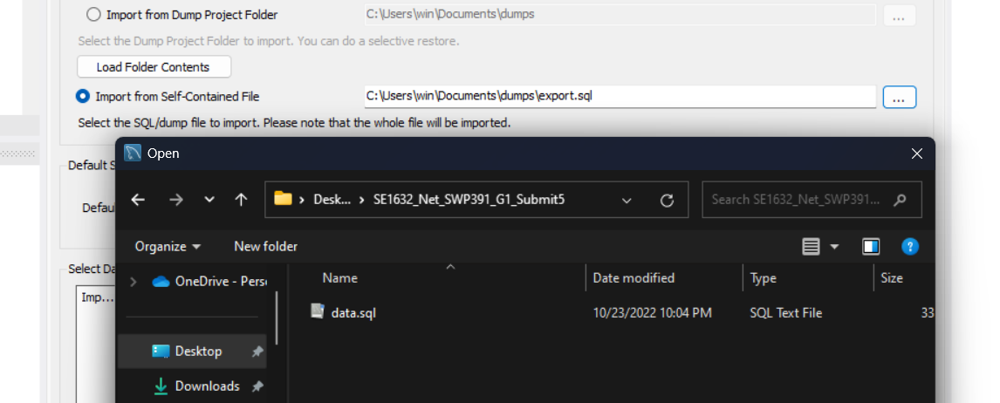 Import from Dump Project Folder C:\Users\win\Documents\dumps ...
Select the Dump Project Folder to import. You can do a selective restore.
Load Folder Contents
Import from Self-Contained File C:\Users\win\Documents\dumps\export.sql ...
Select the SQL/dump file to import. Please note that the whole file will be imported.
Open
Default S
Desk... SE1632_Net_SWP391_G1_Submit5 Search SE1632_Net_SWP391...
Defau
Organize New folder ?
Select Da
OneDrive - Pers Name Date modified Type Size
Imp...
data.sql 10/23/2022 10:04 PM SQL Text File 33
Desktop
Downloads